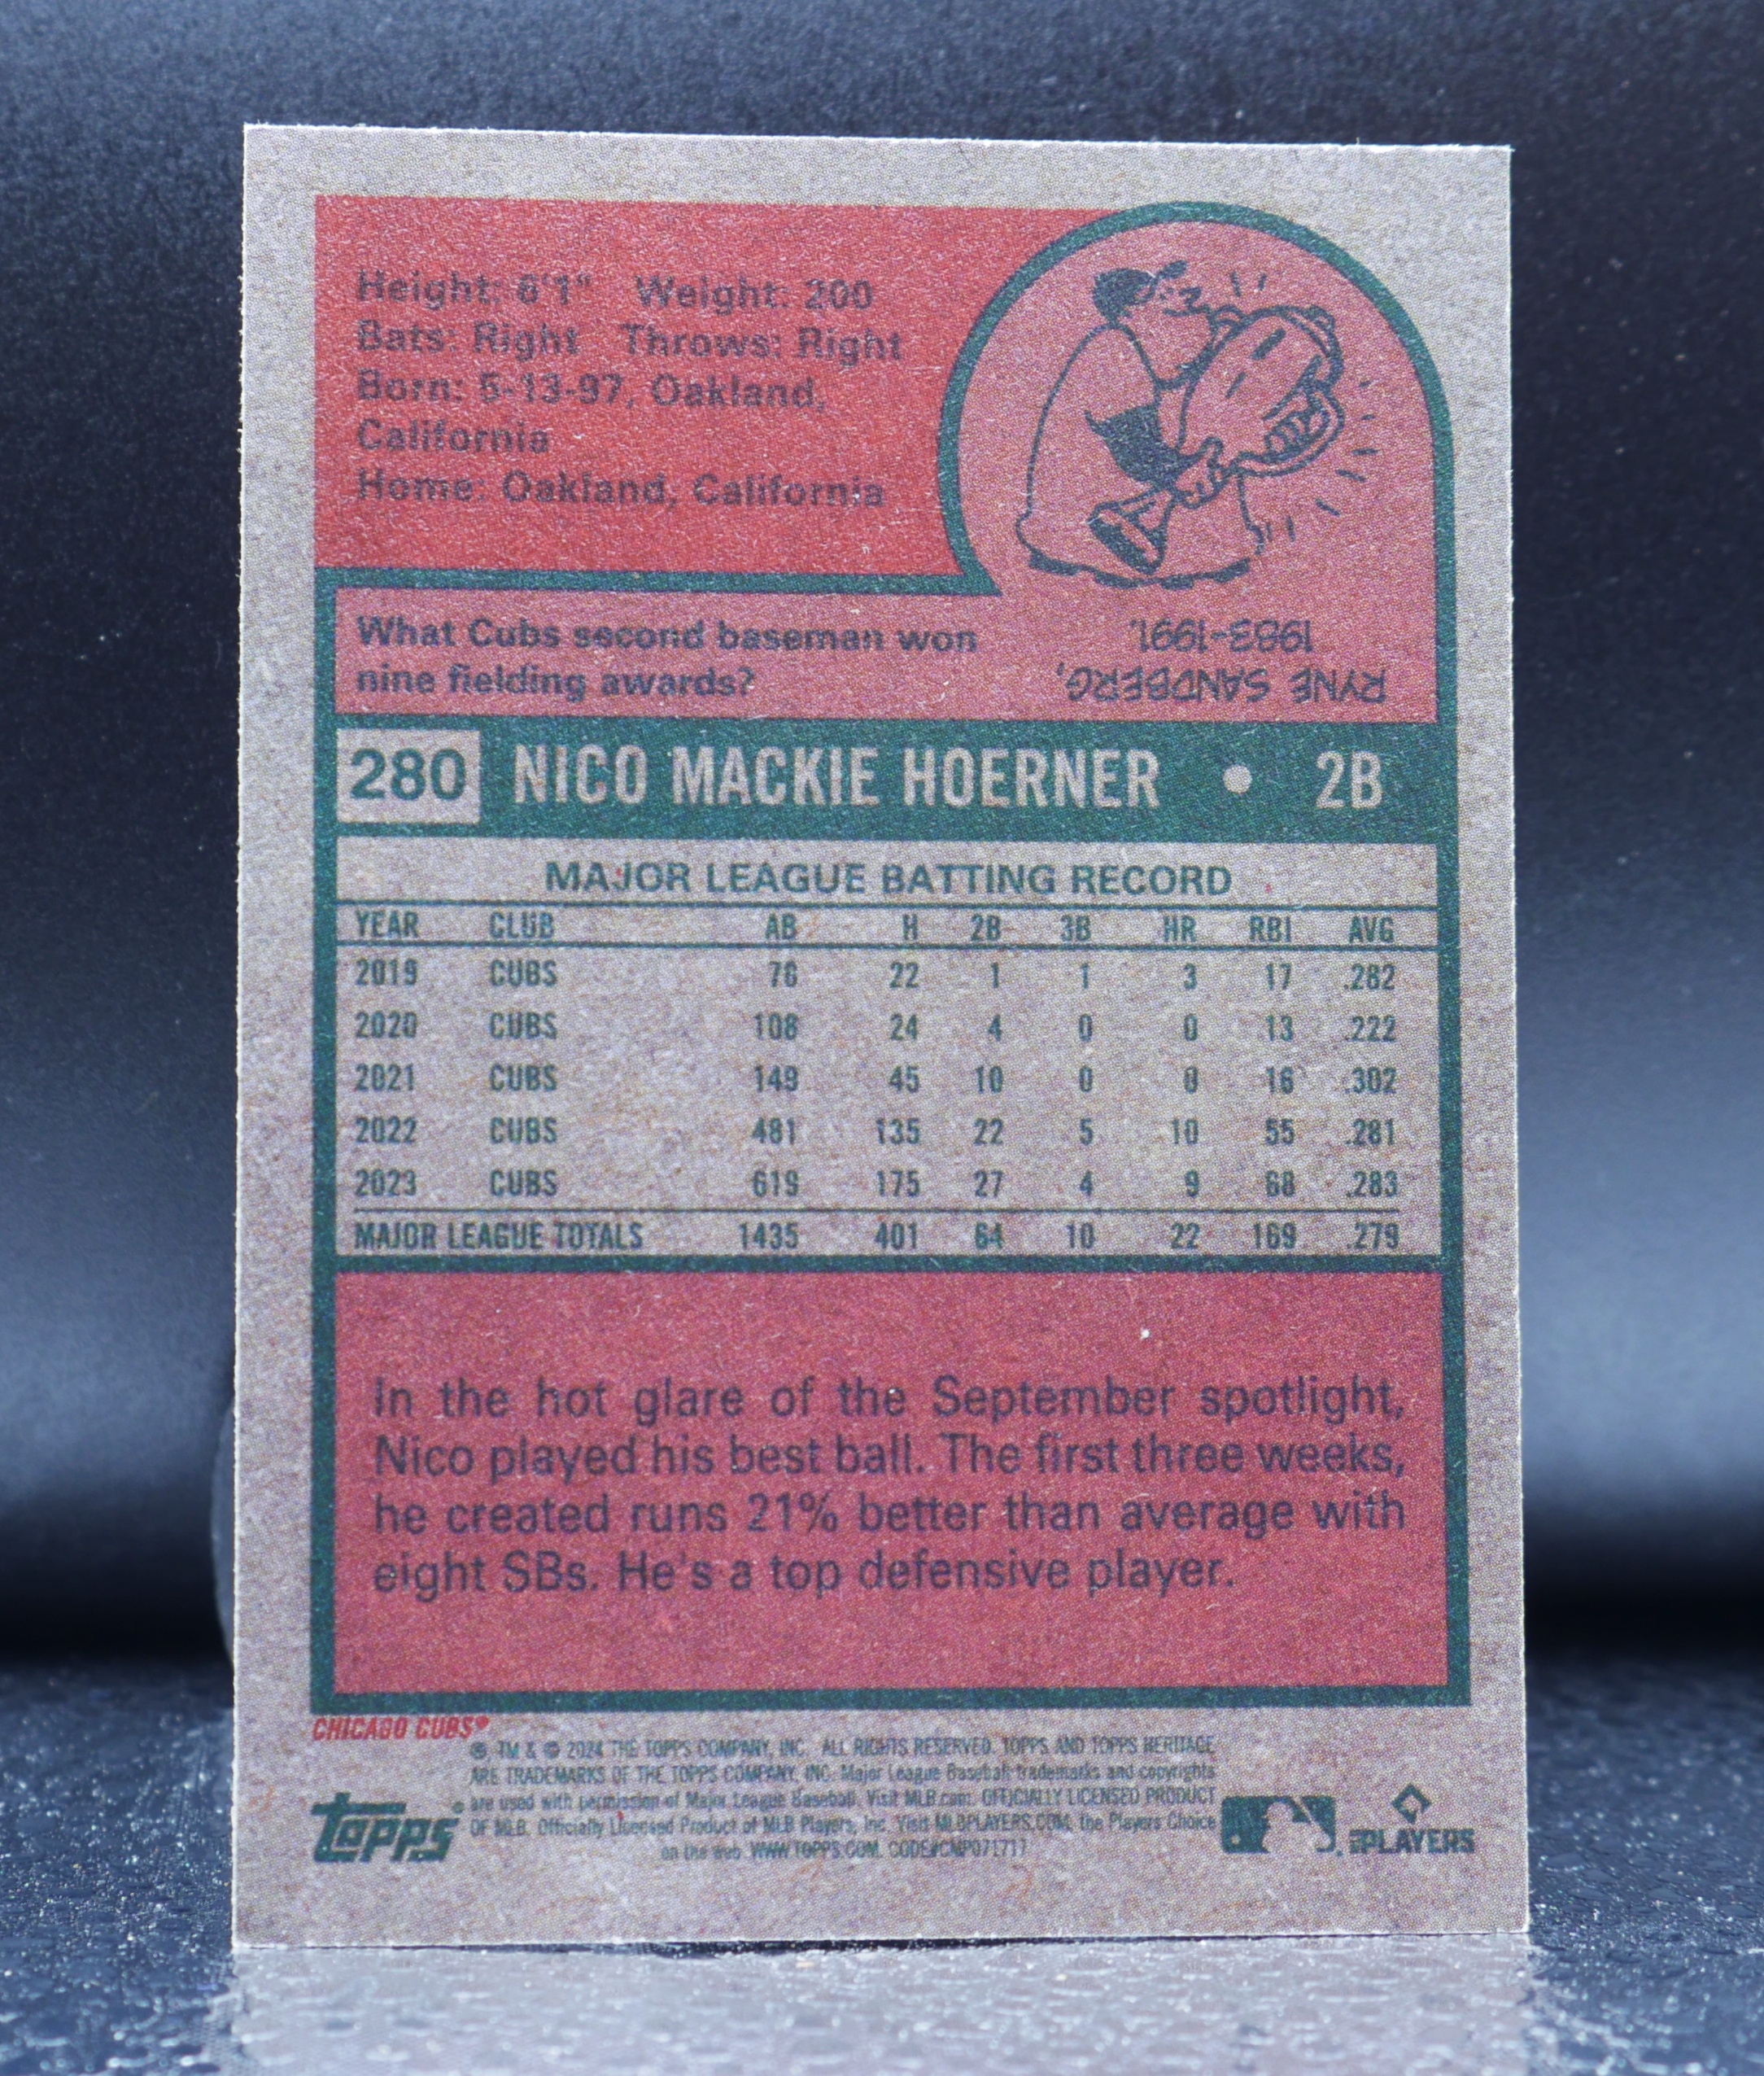 Height: 6'1" Weight: 200
Bats: Right Throws: Right
Born: 5-13-97, Oakland,
California
Home: Oakland, California
What Cubs second baseman won
nine fielding awards?
RYNE SANDBERG,
1983-1991.
280 NICO MACKIE HOERNER • 2B
MAJOR LEAGUE BATTING RECORD
YEAR CLUB AB H 2B 3B HR RBI AVG
2019 CUBS 78 22 1 1 3 17 .282
2020 CUBS 108 24 4 0 0 13 .222
2021 CUBS 149 45 10 0 0 16 .302
2022 CUBS 481 135 22 5 10 55 .281
2023 CUBS 619 175 27 4 9 68 .283
MAJOR LEAGUE TOTALS 1435 401 64 10 22 169 .279
In the hot glare of the September spotlight,
Nico played his best ball. The first three weeks,
he created runs 21% better than average with
eight SBs. He's a top defensive player.
CHICAGO CUBS®
® TM & © 2024 THE TOPPS COMPANY, INC. ALL RIGHTS RESERVED. TOPPS AND TOPPS HERITAGE
ARE TRADEMARKS OF THE TOPPS COMPANY, INC. Major League Baseball trademarks and copyrights
are used with permission of Major League Baseball. Visit MLB.com. OFFICIALLY LICENSED PRODUCT
OF MLB. Officially Licensed Product of MLB Players, Inc. Visit MLBPLAYERS.COM, the Players Choice
on the web. WWW.TOPPS.COM. CODE#CMP071717
Topps®
PLAYERS